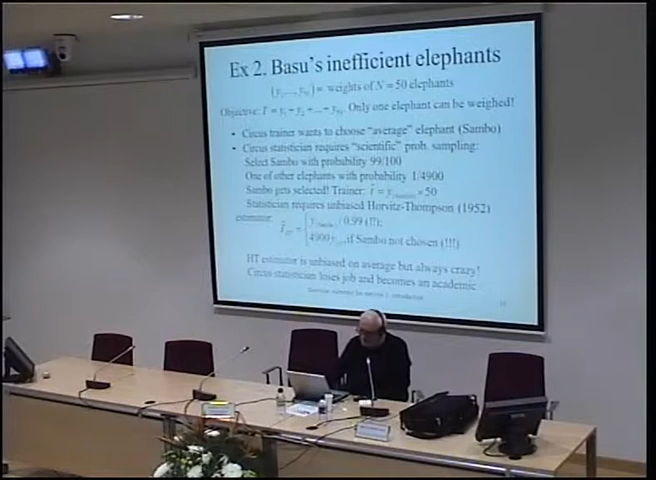 Ex 2. Basu's inefficient elephants
(y₁,...,y₅₀) = weights of N = 50 elephants
Objective: T = y₁ + y₂ + ... + y₅₀. Only one elephant can be weighed!
• Circus trainer wants to choose "average" elephant (Sambo)
• Circus statistician requires "scientific" prob. sampling:
Select Sambo with probability 99/100
One of other elephants with probability 1/4900
Sambo gets selected! Trainer: t̂ = y(Sambo) × 50
Statistician requires unbiased Horvitz-Thompson (1952)
estimator:
y(Sambo) / 0.99 (!!);
4900y, if Sambo not chosen (!!!)
HT estimator is unbiased on average but always crazy!
Circus statistician loses job and becomes an academic